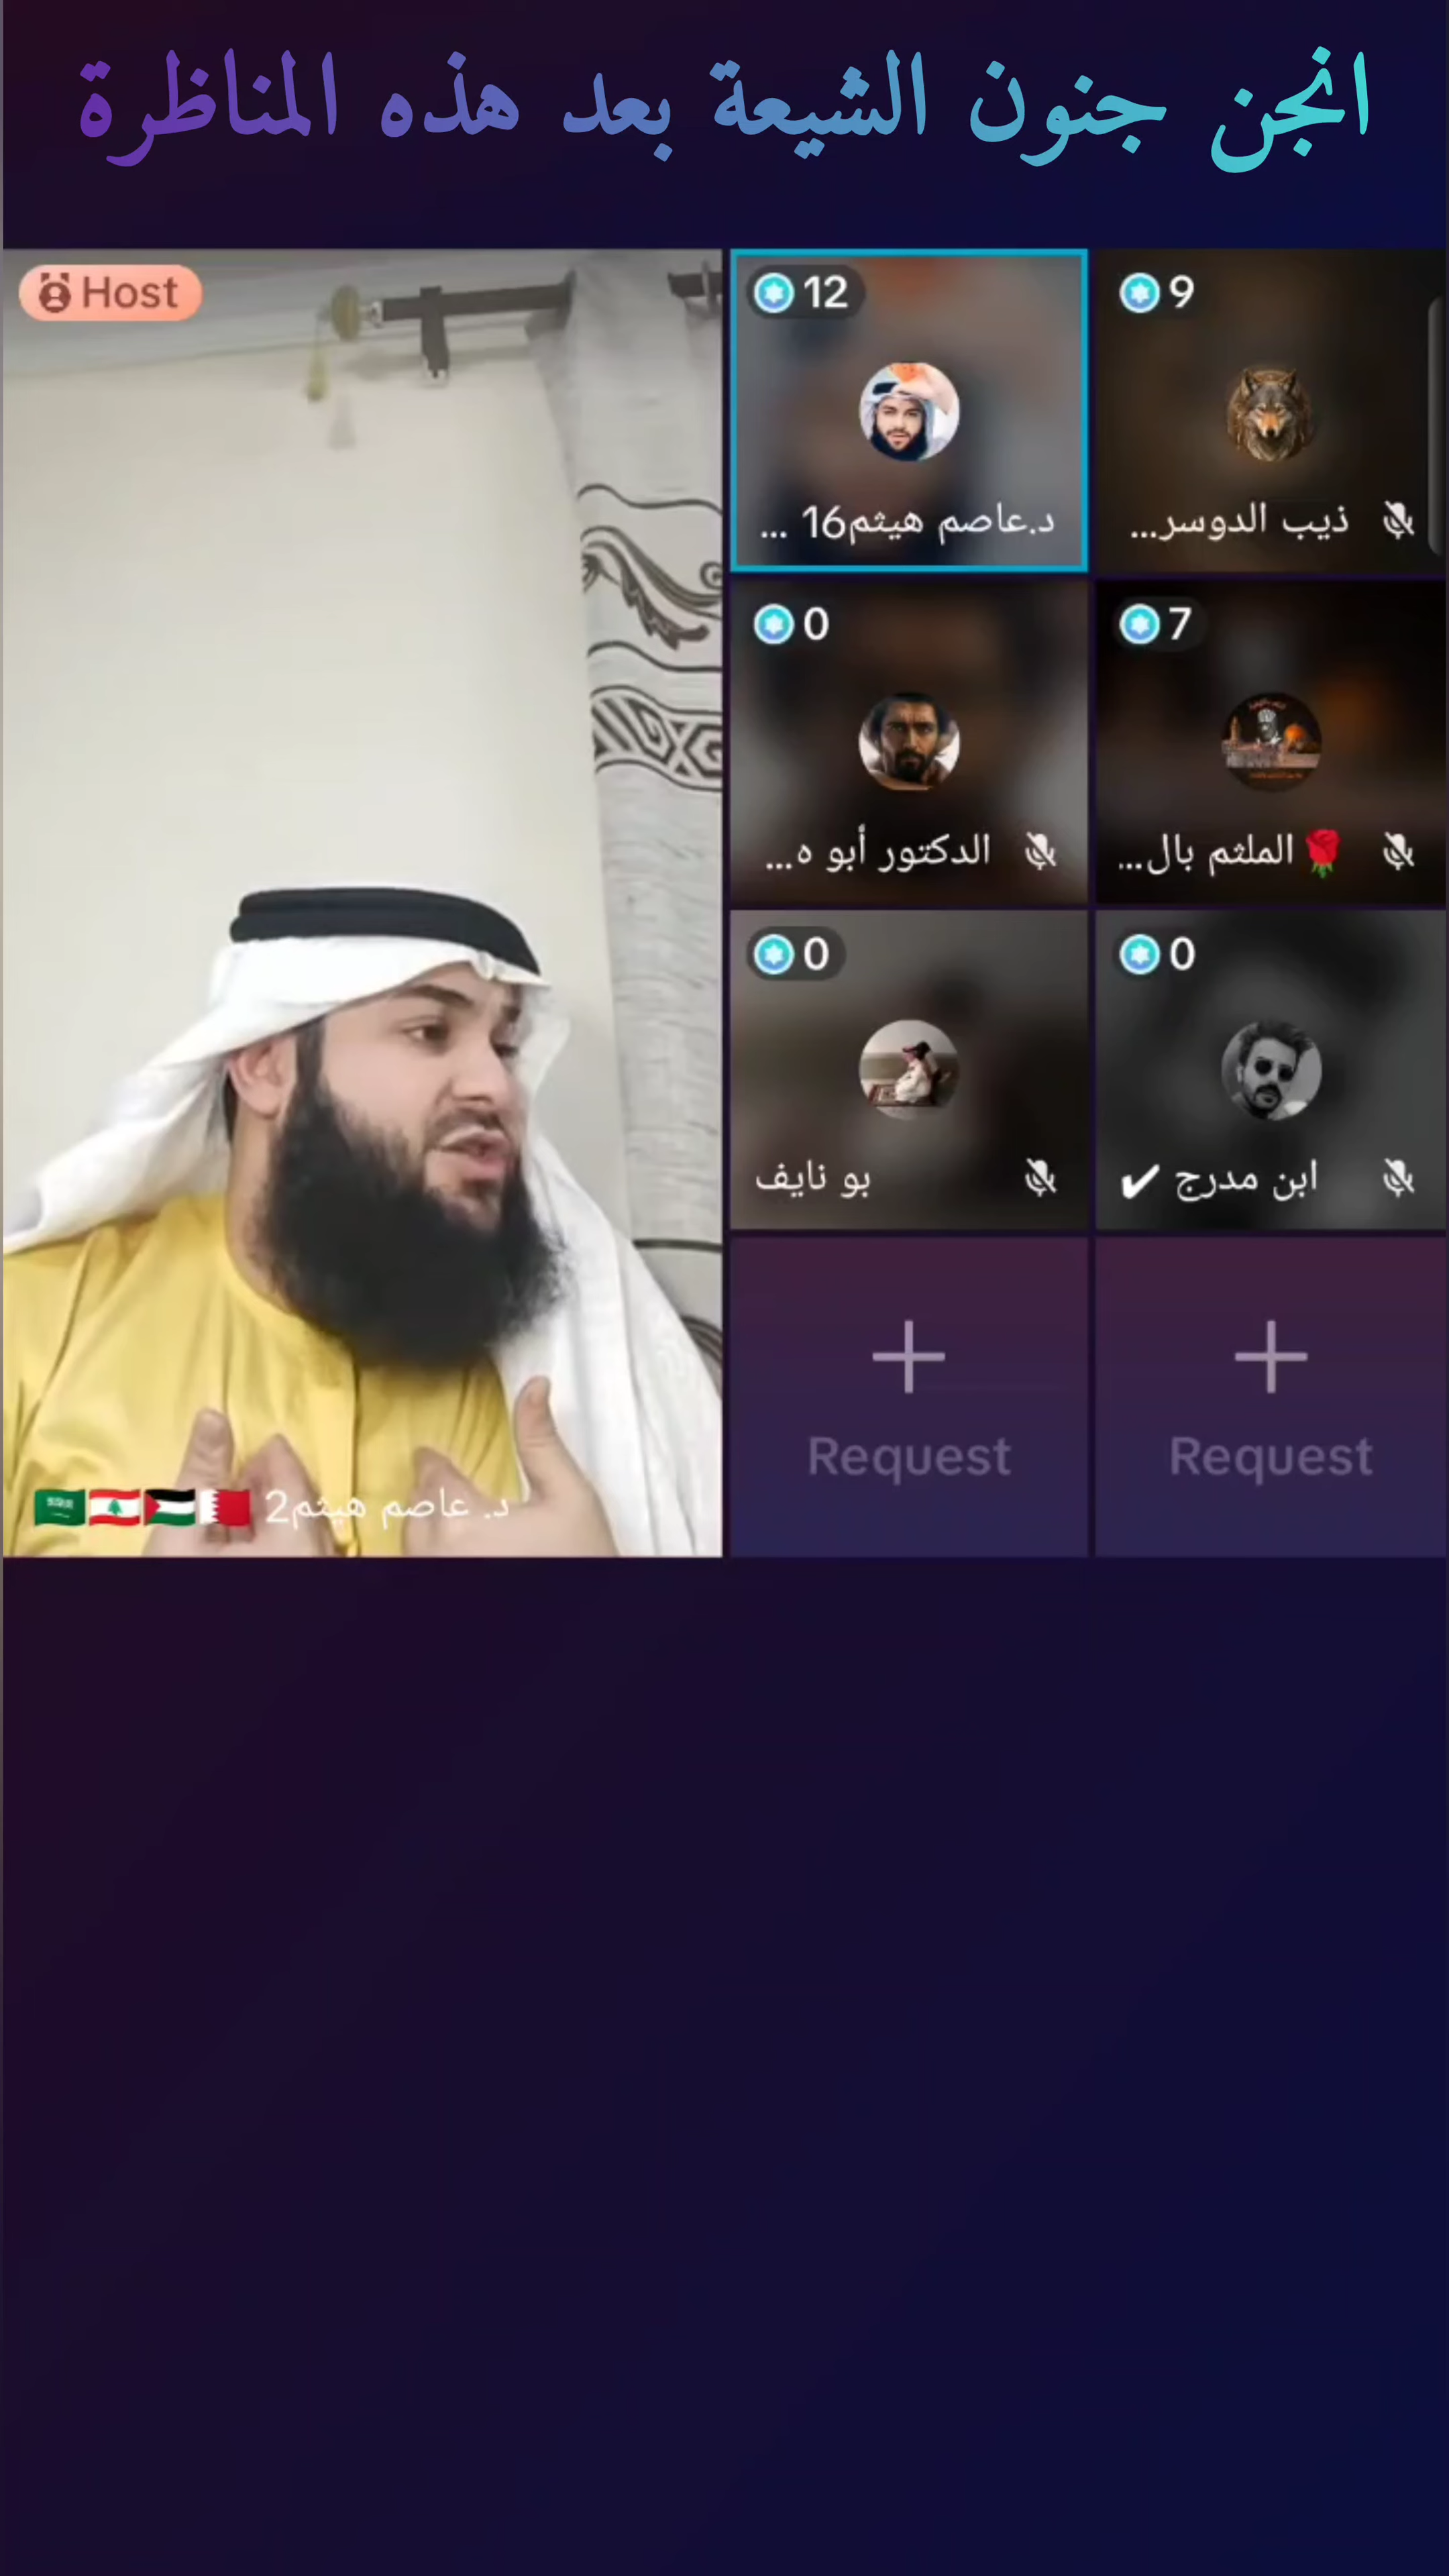 انجن جنون الشيعة بعد هذه المناظرة
Host
12
9
د.عاصم هيثم16 ...
ذيب الدوسر...
0
7
الدكتور أبو ه...
🌹الملثم بال...
0
0
بو نايف
ابن مدرج ✔
Request
Request
د. عاصم هيثم2 🇧🇭🇵🇸🇱🇧🇸🇦